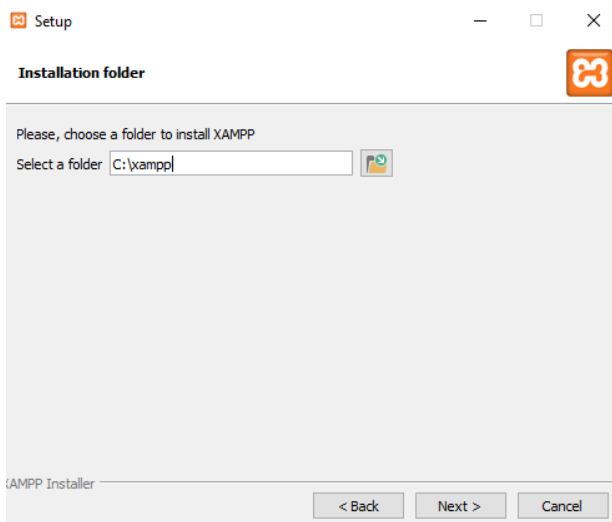 Setup
Installation folder
Please, choose a folder to install XAMPP
Select a folder C:\xampp
XAMPP Installer
< Back Next > Cancel